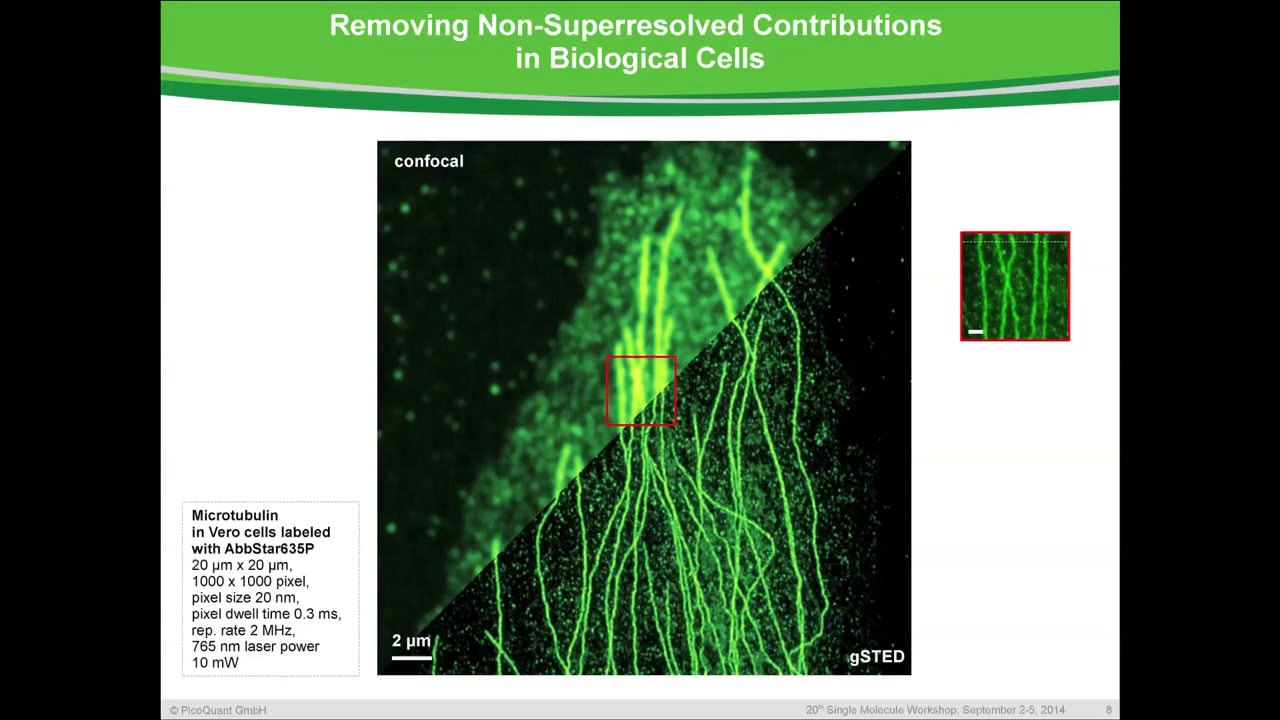 Removing Non-Superresolved Contributions
in Biological Cells
confocal
Microtubulin
in Vero cells labeled
with AbbStar635P
20 µm x 20 µm,
1000 x 1000 pixel,
pixel size 20 nm,
pixel dwell time 0.3 ms,
rep. rate 2 MHz,
765 nm laser power
10 mW
2 µm
gSTED
© PicoQuant GmbH
20th Single Molecule Workshop, September 2-5, 2014
8